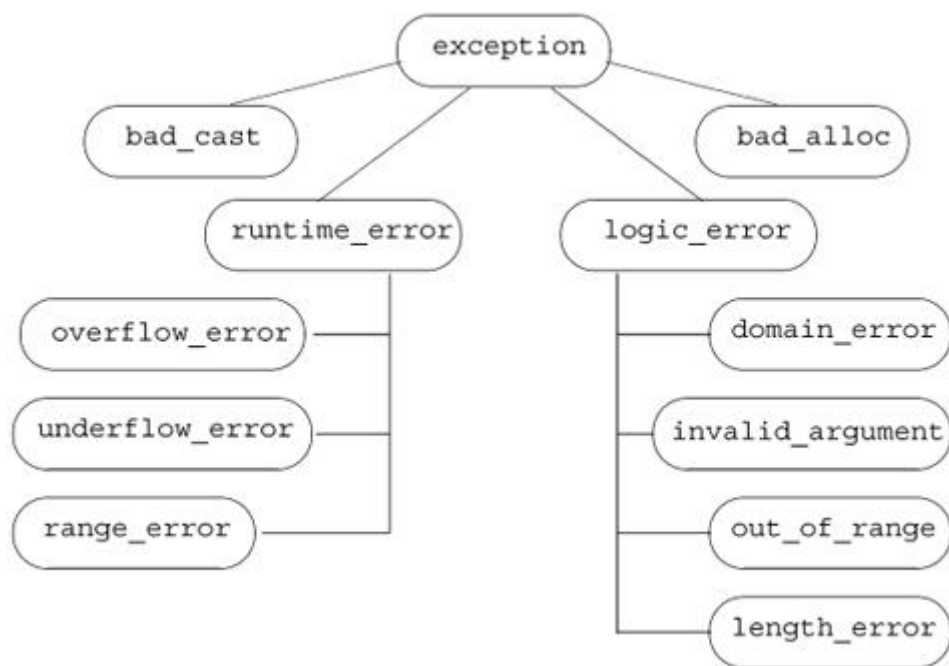 exception
bad_cast
bad_alloc
runtime_error
logic_error
overflow_error
domain_error
underflow_error
invalid_argument
range_error
out_of_range
length_error